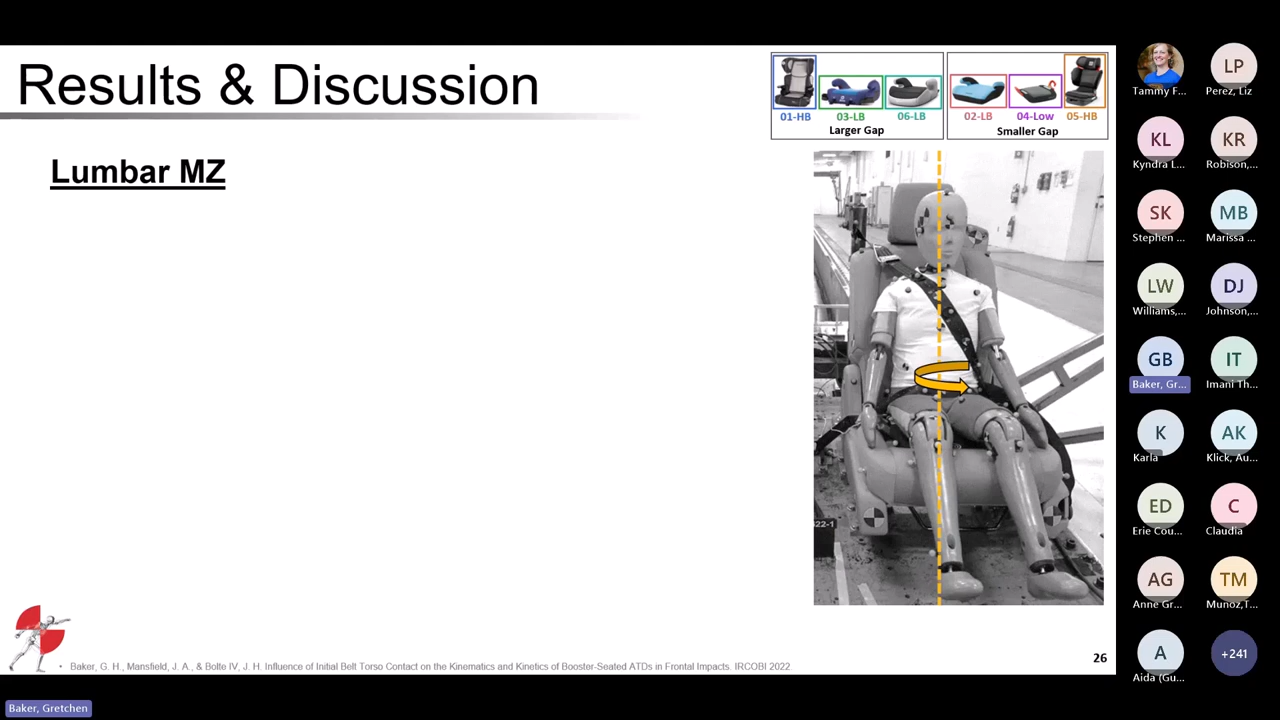 Results & Discussion
01-HB
03-LB
06-LB
Larger Gap
02-LB
04-Low
05-HB
Smaller Gap
Lumbar MZ
022-1
• Baker, G. H., Mansfield, J. A., & Bolte IV, J. H. Influence of Initial Belt Torso Contact on the Kinematics and Kinetics of Booster-Seated ATDs in Frontal Impacts. IRCOBI 2022.
26
Tammy F...
LP
Perez, Liz
KL
Kyndra L...
KR
Robison,...
SK
Stephen ...
MB
Marissa ...
LW
Williams,...
DJ
Johnson,...
GB
Baker, Gr...
IT
Imani Th...
K
Karla
AK
Klick, Au...
ED
Erie Cou...
C
Claudia
AG
Anne Gr...
TM
Munoz,T...
A
Aida (Gu...
+241
Baker, Gretchen